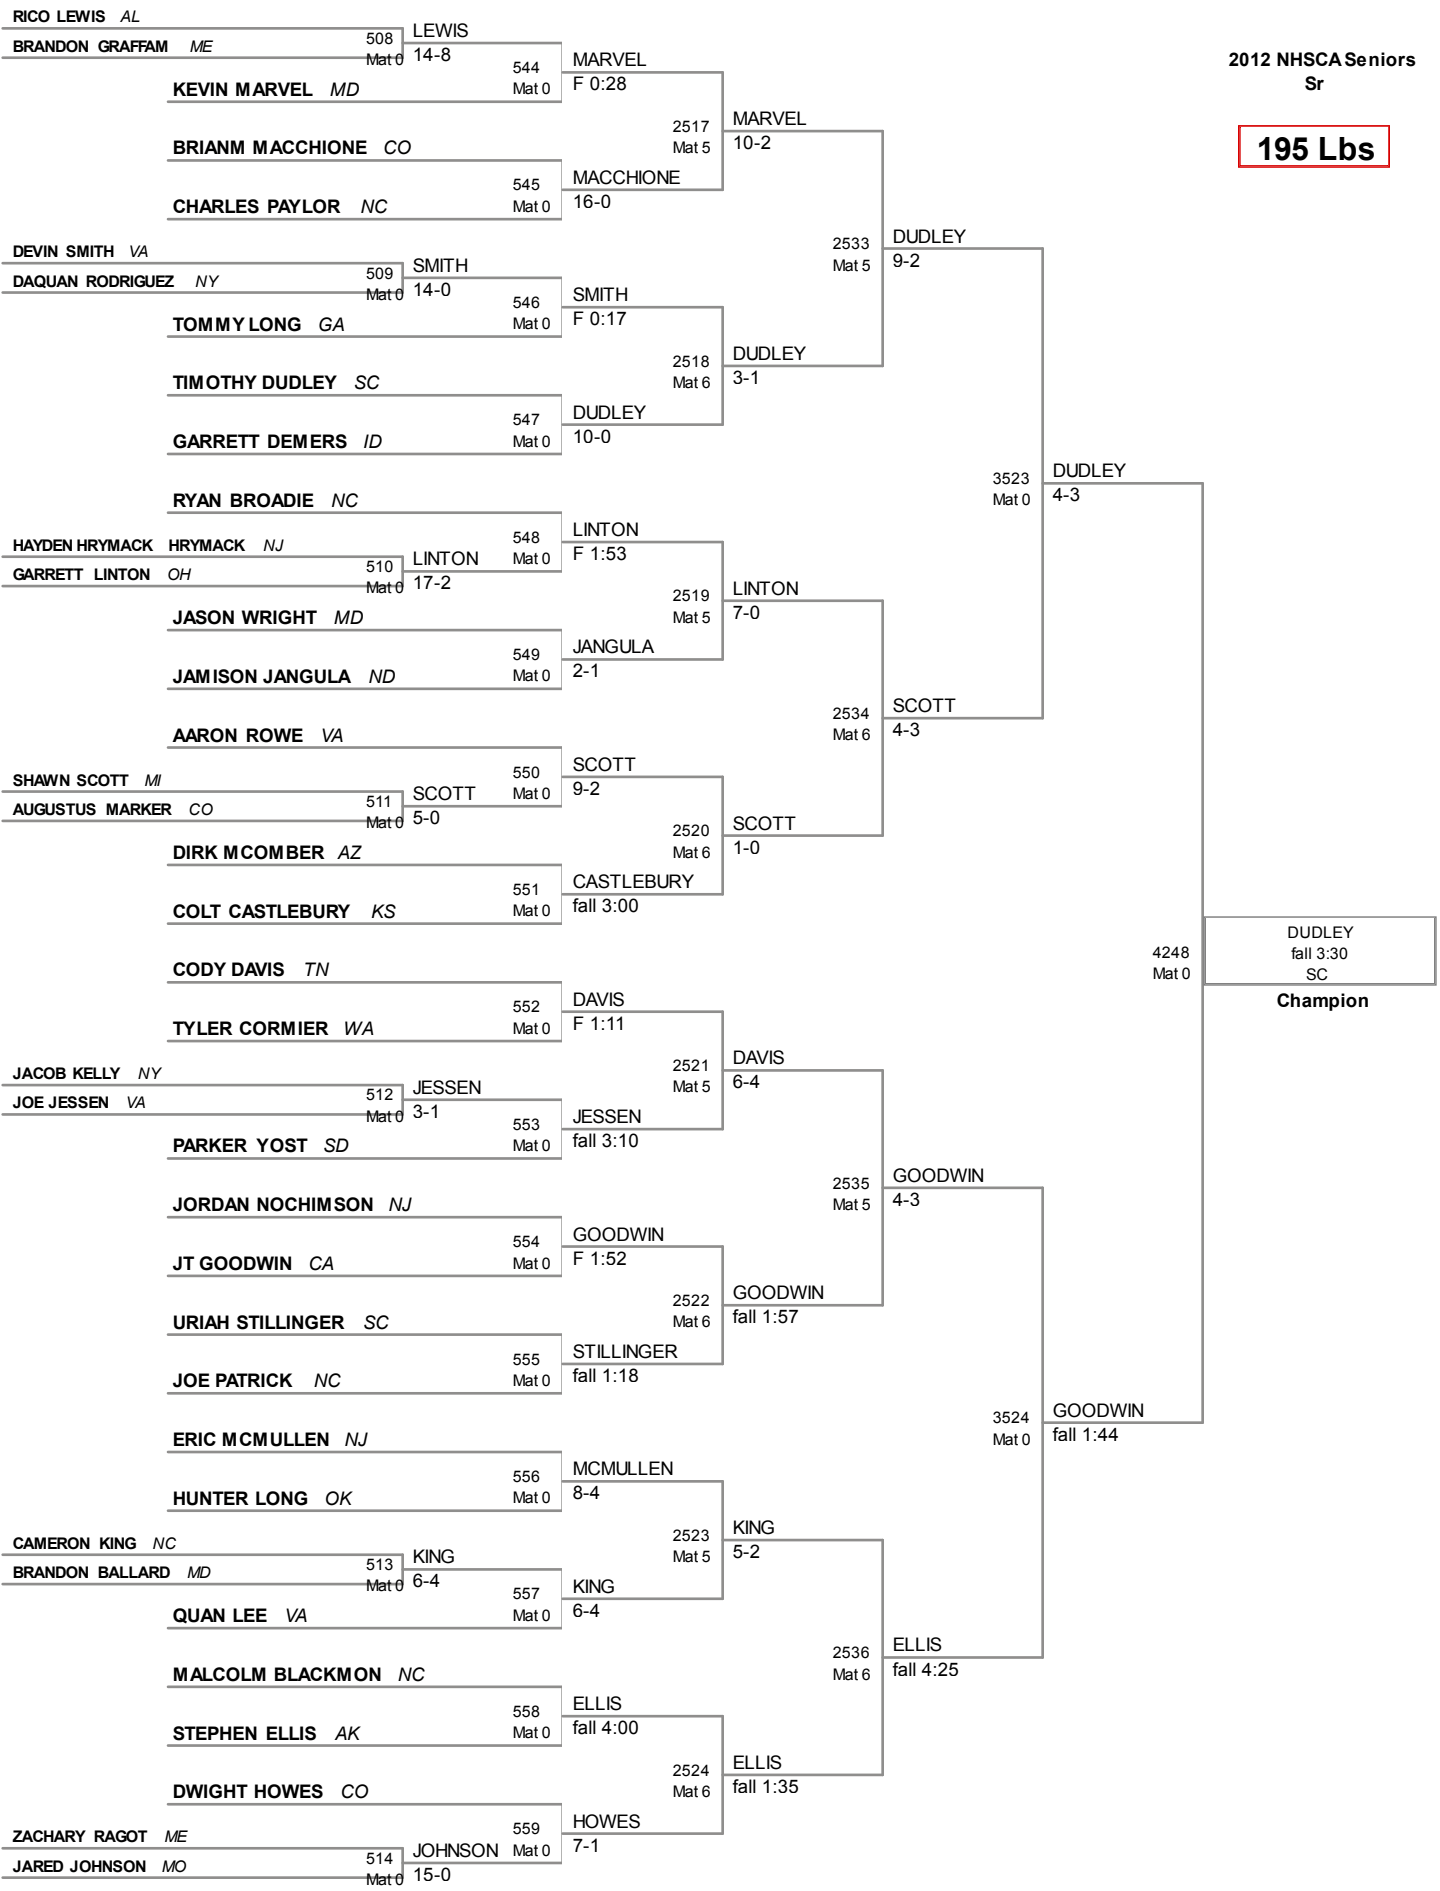 RICO LEWIS AL
BRANDON GRAFFAM ME
508
Mat 0
LEWIS
14-8
KEVIN MARVEL MD
544
Mat 0
MARVEL
F 0:28
2012 NHSCA Seniors
Sr
195 Lbs
BRIANM MACCHIONE CO
CHARLES PAYLOR NC
545
Mat 0
MACCHIONE
16-0
2517
Mat 5
MARVEL
10-2
DEVIN SMITH VA
DAQUAN RODRIGUEZ NY
509
Mat 0
SMITH
14-0
TOMMY LONG GA
546
Mat 0
SMITH
F 0:17
TIMOTHY DUDLEY SC
GARRETT DEMERS ID
547
Mat 0
DUDLEY
10-0
2518
Mat 6
DUDLEY
3-1
2533
Mat 5
DUDLEY
9-2
RYAN BROADIE NC
HAYDEN HRYMACK HRYMACK NJ
GARRETT LINTON OH
510
Mat 0
LINTON
17-2
548
Mat 0
LINTON
F 1:53
JASON WRIGHT MD
JAMISON JANGULA ND
549
Mat 0
JANGULA
2-1
2519
Mat 5
LINTON
7-0
AARON ROWE VA
SHAWN SCOTT MI
AUGUSTUS MARKER CO
511
Mat 0
SCOTT
5-0
550
Mat 0
SCOTT
9-2
DIRK MCOMBER AZ
COLT CASTLEBURY KS
551
Mat 0
CASTLEBURY
fall 3:00
2520
Mat 6
SCOTT
1-0
2534
Mat 6
SCOTT
4-3
3523
Mat 0
DUDLEY
4-3
CODY DAVIS TN
TYLER CORMIER WA
552
Mat 0
DAVIS
F 1:11
JACOB KELLY NY
JOE JESSEN VA
512
Mat 0
JESSEN
3-1
PARKER YOST SD
553
Mat 0
JESSEN
fall 3:10
2521
Mat 5
DAVIS
6-4
JORDAN NOCHIMSON NJ
JT GOODWIN CA
554
Mat 0
GOODWIN
F 1:52
URIAH STILLINGER SC
JOE PATRICK NC
555
Mat 0
STILLINGER
fall 1:18
2522
Mat 6
GOODWIN
fall 1:57
2535
Mat 5
GOODWIN
4-3
ERIC MCMULLEN NJ
HUNTER LONG OK
556
Mat 0
MCMULLEN
8-4
CAMERON KING NC
BRANDON BALLARD MD
513
Mat 0
KING
6-4
QUAN LEE VA
557
Mat 0
KING
6-4
2523
Mat 5
KING
5-2
MALCOLM BLACKMON NC
STEPHEN ELLIS AK
558
Mat 0
ELLIS
fall 4:00
DWIGHT HOWES CO
ZACHARY RAGOT ME
JARED JOHNSON MO
514
Mat 0
JOHNSON
15-0
559
Mat 0
HOWES
7-1
2524
Mat 6
ELLIS
fall 1:35
2536
Mat 6
ELLIS
fall 4:25
3524
Mat 0
GOODWIN
fall 1:44
4248
Mat 0
DUDLEY
fall 3:30
SC
Champion